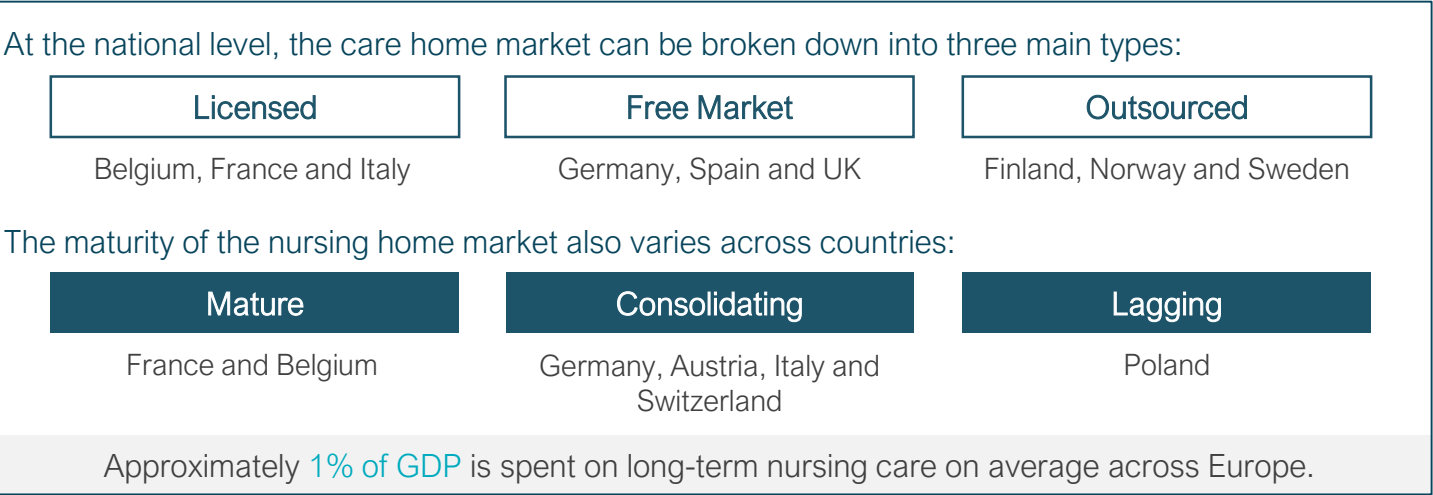 At the national level, the care home market can be broken down into three main types:
Licensed
Free Market
Outsourced
Belgium, France and Italy
Germany, Spain and UK
Finland, Norway and Sweden
The maturity of the nursing home market also varies across countries:
Mature
Consolidating
Lagging
France and Belgium
Germany, Austria, Italy and
Switzerland
Poland
Approximately 1% of GDP is spent on long-term nursing care on average across Europe.